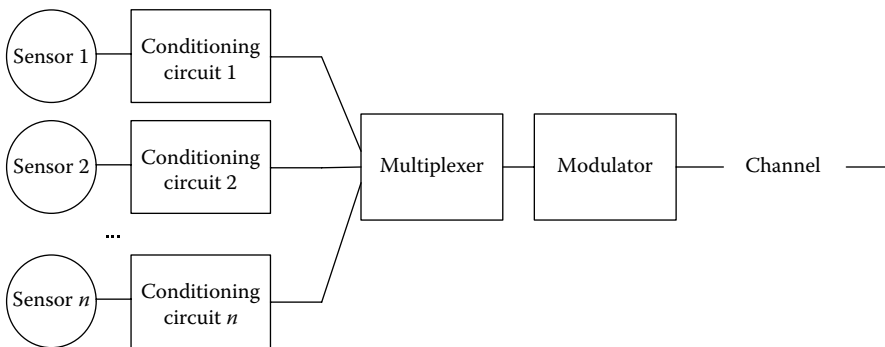 Sensor 1
Conditioning
circuit 1
Sensor 2
Conditioning
circuit 2
Multiplexer
Modulator
Channel
...
Sensor n
Conditioning
circuit n